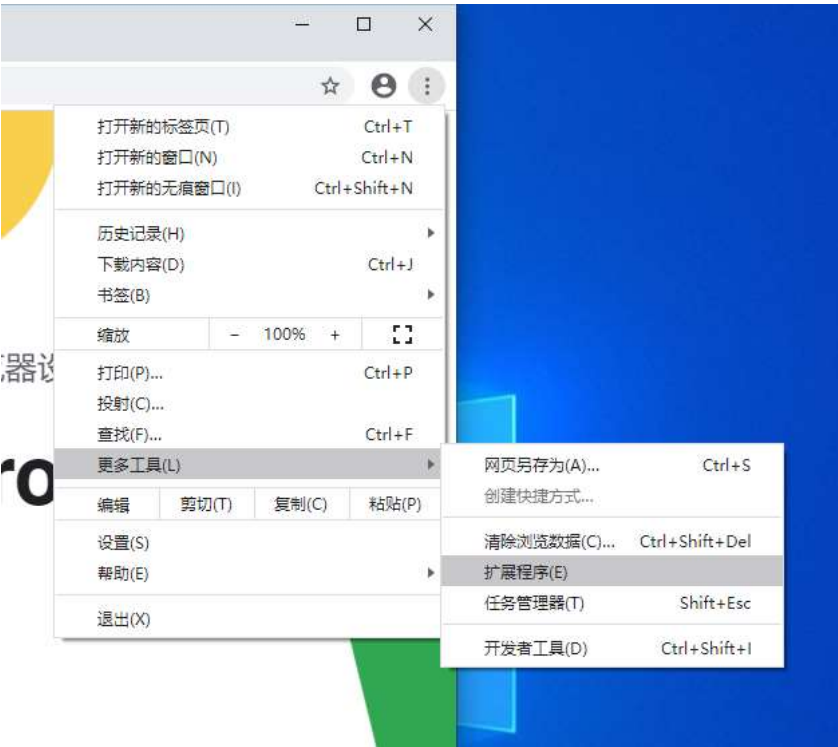 打开新的标签页(T) Ctrl+T
打开新的窗口(N) Ctrl+N
打开新的无痕窗口(I) Ctrl+Shift+N
历史记录(H)
下载内容(D) Ctrl+J
书签(B)
缩放 - 100% +
器设
打印(P)... Ctrl+P
投射(C)...
查找(F)... Ctrl+F
更多工具(L)
ro
编辑 剪切(T) 复制(C) 粘贴(P)
设置(S)
帮助(E)
退出(X)
网页另存为(A)... Ctrl+S
创建快捷方式...
清除浏览数据(C)... Ctrl+Shift+Del
扩展程序(E)
任务管理器(T) Shift+Esc
开发者工具(D) Ctrl+Shift+I